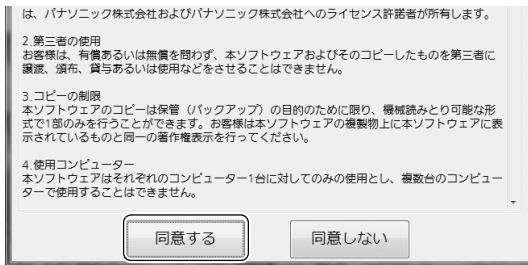 は、パナソニック株式会社およびパナソニック株式会社へのライセンス許諾者が所有します。
2.第三者の使用
お客様は、有償あるいは無償を問わず、本ソフトウェアおよびそのコピーしたものを第三者に
譲渡、頒布、貸与あるいは使用などをさせることはできません。
3.コピーの制限
本ソフトウェアのコピーは保管（バックアップ）の目的のために限り、機械読みとり可能な形
式で1部のみを行うことができます。お客様は本ソフトウェアの複製物上に本ソフトウェアに表
示されているものと同一の著作権表示を行ってください。
4.使用コンピューター
本ソフトウェアはそれぞれのコンピューター1台に対してのみの使用とし、複数台のコンピュー
ターで使用することはできません。
同意する
同意しない